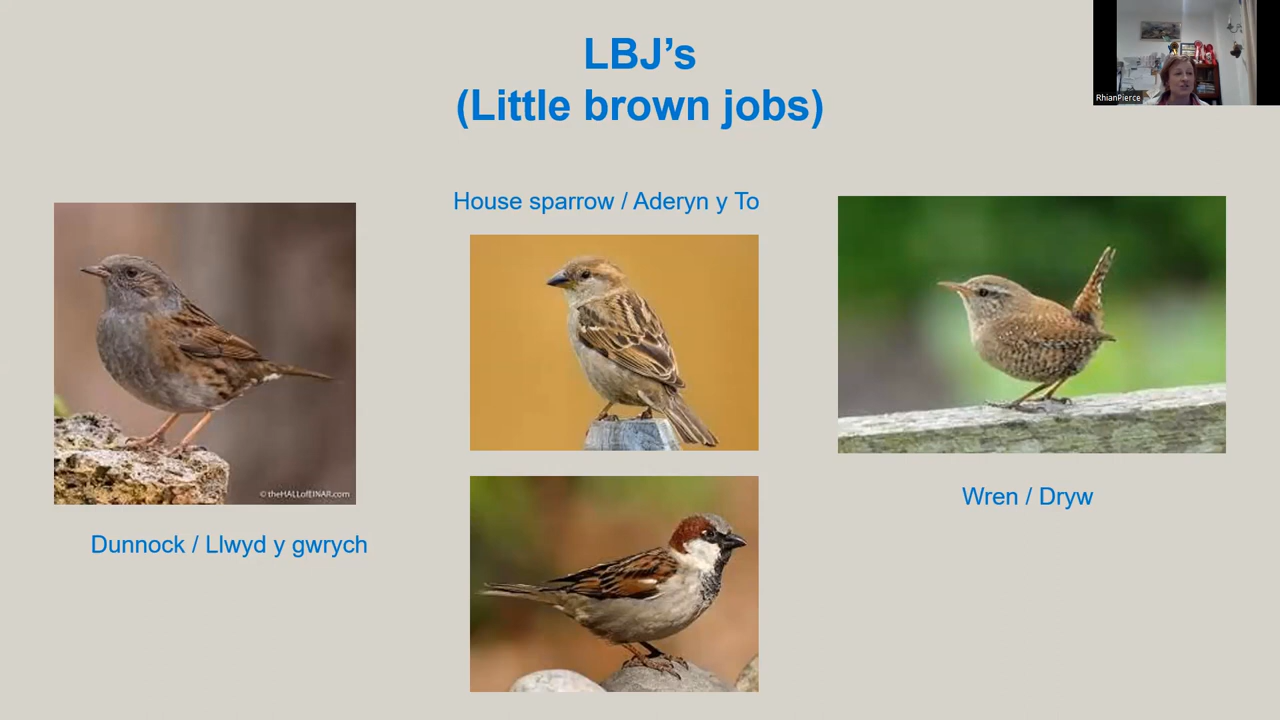 LBJ's
(Little brown jobs)
RhianPierce
House sparrow / Aderyn y To
© theHALLofEINAR.com
Wren / Dryw
Dunnock / Llwyd y gwrych